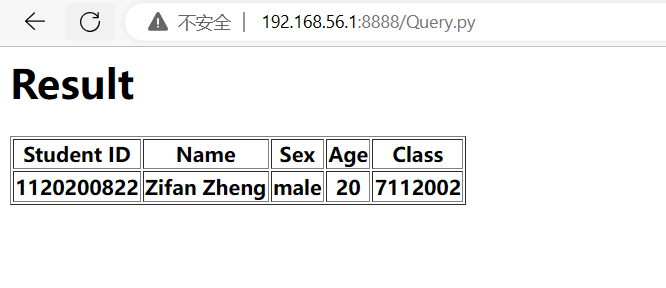 不安全 192.168.56.1:8888/Query.py
Result
Student ID Name Sex Age Class
1120200822 Zifan Zheng male 20 7112002